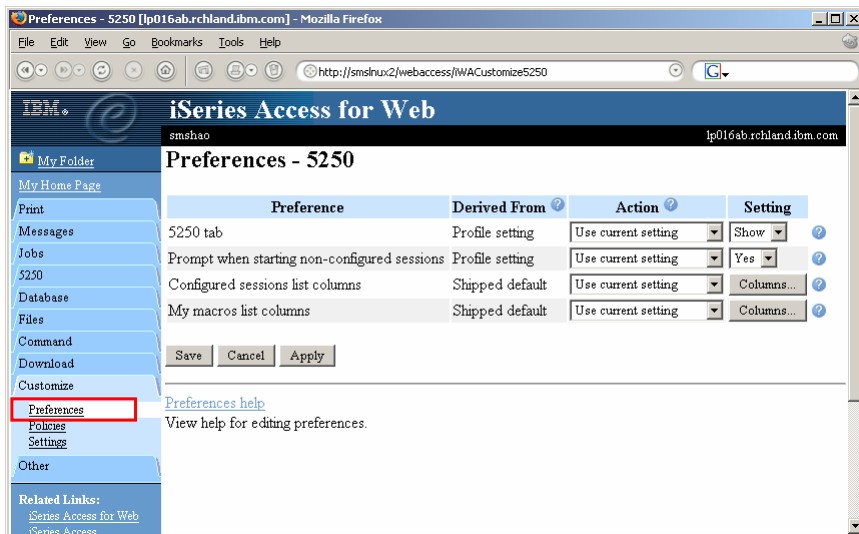 Preferences - 5250 [lp016ab.rchland.ibm.com] - Mozilla Firefox
File Edit View Go Bookmarks Tools Help
http://smslnux2/webaccess/iWACustomize5250
G
IBM® e iSeries Access for Web
smshao lp016ab.rchland.ibm.com
My Folder
My Home Page
Print
Messages
Jobs
5250
Database
Files
Command
Download
Customize
Preferences
Policies
Settings
Other
Related Links:
iSeries Access for Web
iSeries Access
Preferences - 5250
Preference Derived From ? Action ? Setting
5250 tab Profile setting Use current setting Show ?
Prompt when starting non-configured sessions Profile setting Use current setting Yes ?
Configured sessions list columns Shipped default Use current setting Columns... ?
My macros list columns Shipped default Use current setting Columns... ?
Save Cancel Apply
Preferences help
View help for editing preferences.